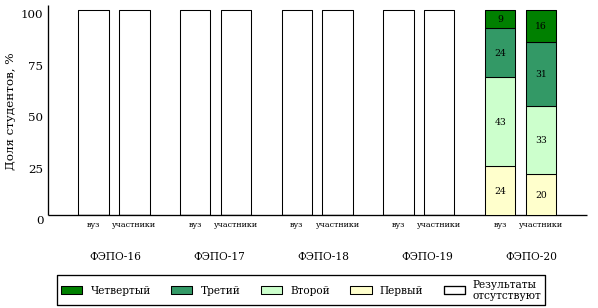 Доля студентов, %
100
75
50
25
0
9
24
43
24
16
31
33
20
вуз участники вуз участники вуз участники вуз участники вуз участники
ФЭПО-16 ФЭПО-17 ФЭПО-18 ФЭПО-19 ФЭПО-20
Четвертый Третий Второй Первый Результаты
отсутствуют